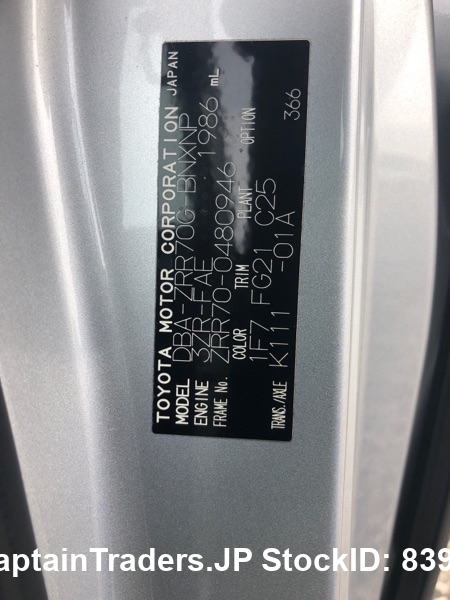 TOYOTA MOTOR CORPORATION JAPAN
MODEL DBA-ZRR70G BNXNP
ENGINE 3ZR-FAE 1986 mL
FRAME No. ZRR70-0480946
COLOR TRIM PLANT OPTION
1F7 FG21 C25
TRANS./AXLE K111 -01A 366
aptainTraders.JP StockID: 839